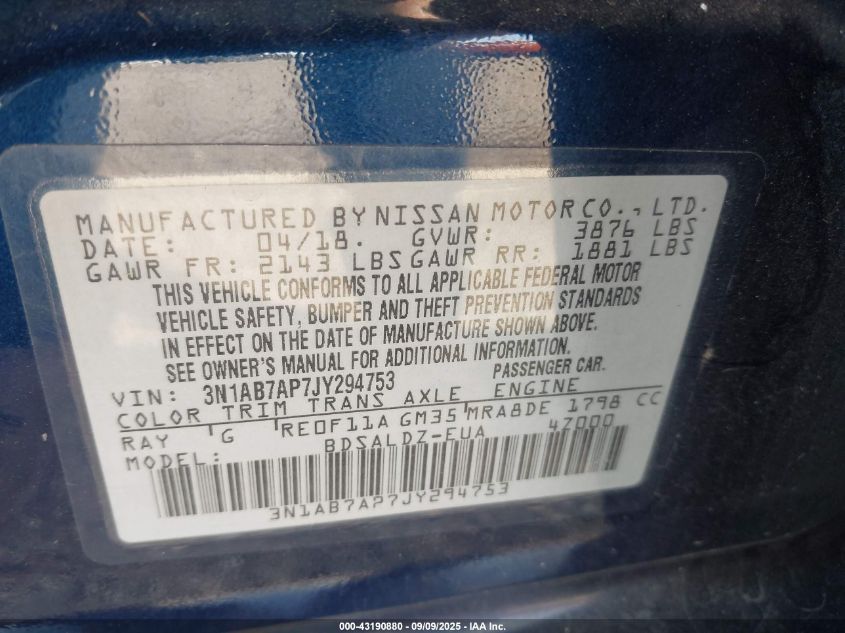 MANUFACTURED BY NISSAN MOTOR CO., LTD.
DATE: 04/18. GVWR: 3876 LBS
GAWR FR: 2143 LBS GAWR RR: 1881 LBS
THIS VEHICLE CONFORMS TO ALL APPLICABLE FEDERAL MOTOR
VEHICLE SAFETY, BUMPER AND THEFT PREVENTION STANDARDS
IN EFFECT ON THE DATE OF MANUFACTURE SHOWN ABOVE.
SEE OWNER'S MANUAL FOR ADDITIONAL INFORMATION.
VIN: 3N1AB7AP7JY294753 PASSENGER CAR.
COLOR TRIM TRANS AXLE ENGINE
RAY G RE0F11A GM35 MRA8DE 1798 CC
MODEL: BDSALDZ-EUA 47000
3N1AB7AP7JY294753
000-43190880 - 09/09/2025 - IAA Inc.